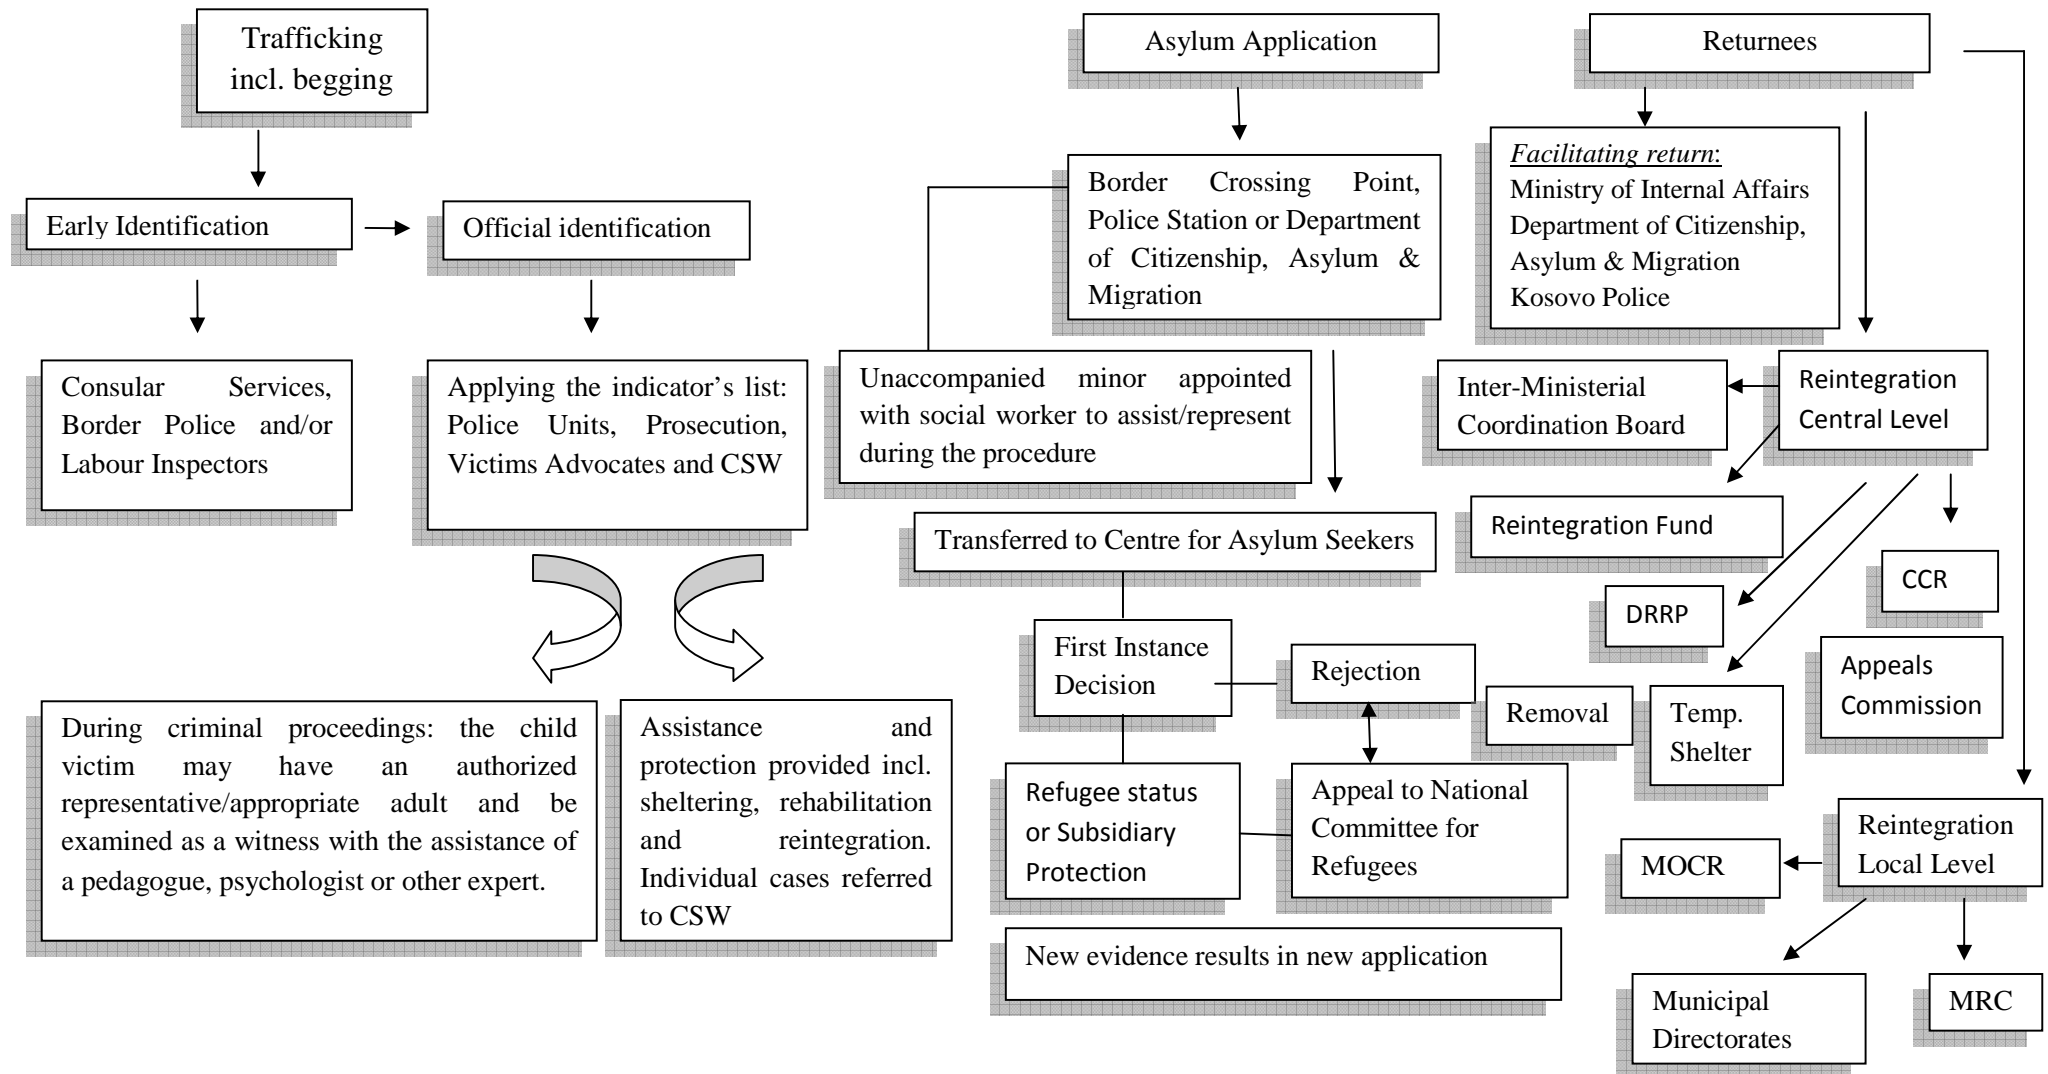 Trafficking
incl. begging
Early Identification
Official identification
Consular Services,
Border Police and/or
Labour Inspectors
Applying the indicator’s list:
Police Units, Prosecution,
Victims Advocates and CSW
During criminal proceedings: the child
victim may have an authorized
representative/appropriate adult and be
examined as a witness with the assistance of
a pedagogue, psychologist or other expert.
Assistance and
protection provided incl.
sheltering, rehabilitation
and reintegration.
Individual cases referred
to CSW
Asylum Application
Border Crossing Point,
Police Station or Department
of Citizenship, Asylum &
Migration
Unaccompanied minor appointed
with social worker to assist/represent
during the procedure
Transferred to Centre for Asylum Seekers
First Instance
Decision
Rejection
Removal
Refugee status
or Subsidiary
Protection
Appeal to National
Committee for
Refugees
New evidence results in new application
Returnees
Facilitating return:
Ministry of Internal Affairs
Department of Citizenship,
Asylum & Migration
Kosovo Police
Inter-Ministerial
Coordination Board
Reintegration
Central Level
Reintegration Fund
DRRP
CCR
Temp.
Shelter
Appeals
Commission
Reintegration
Local Level
MOCR
Municipal
Directorates
MRC